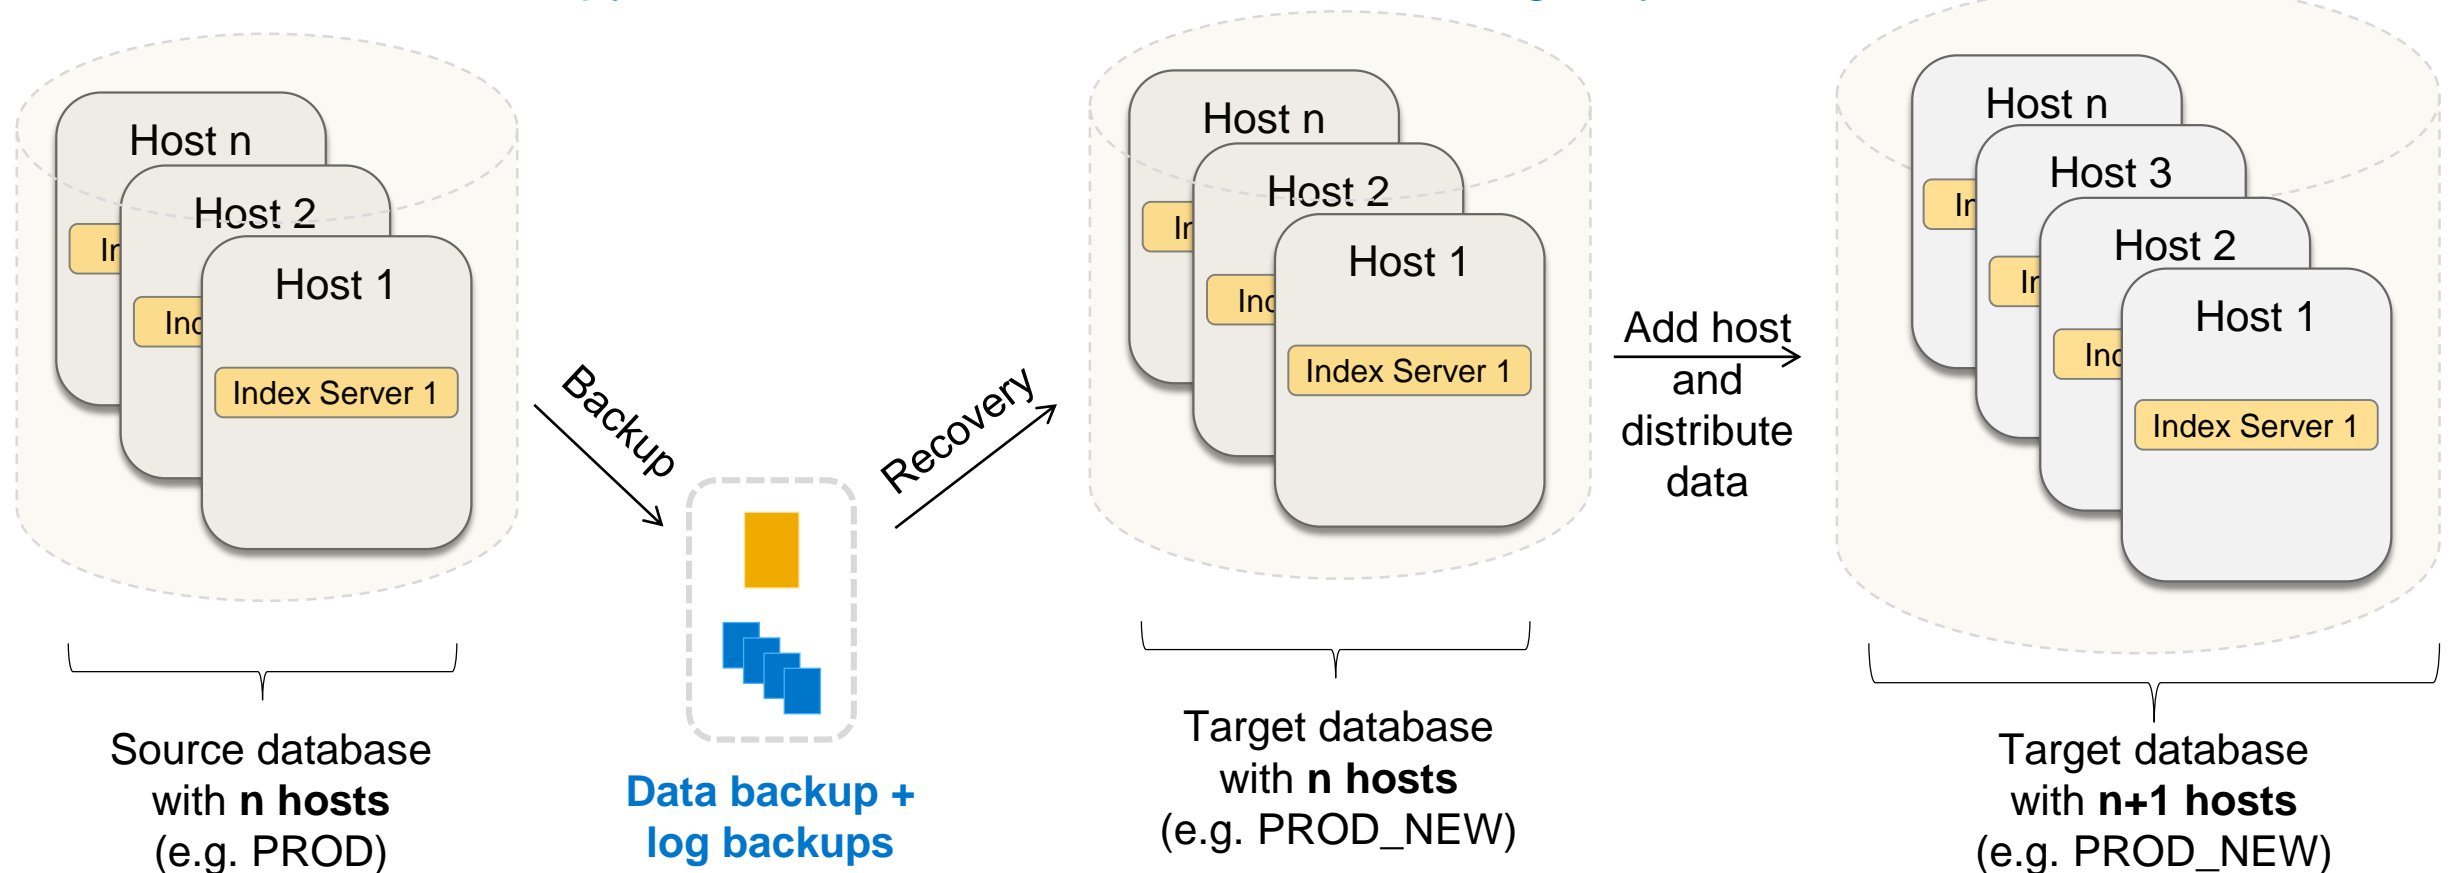 Host n
Host 2
Host 1
Index Server 1
Backup
Recovery
Data backup +
log backups
Source database
with n hosts
(e.g. PROD)
Host n
Host 2
Host 1
Index Server 1
Target database
with n hosts
(e.g. PROD_NEW)
Add host
and
distribute
data
Host n
Host 3
Host 2
Host 1
Index Server 1
Target database
with n+1 hosts
(e.g. PROD_NEW)